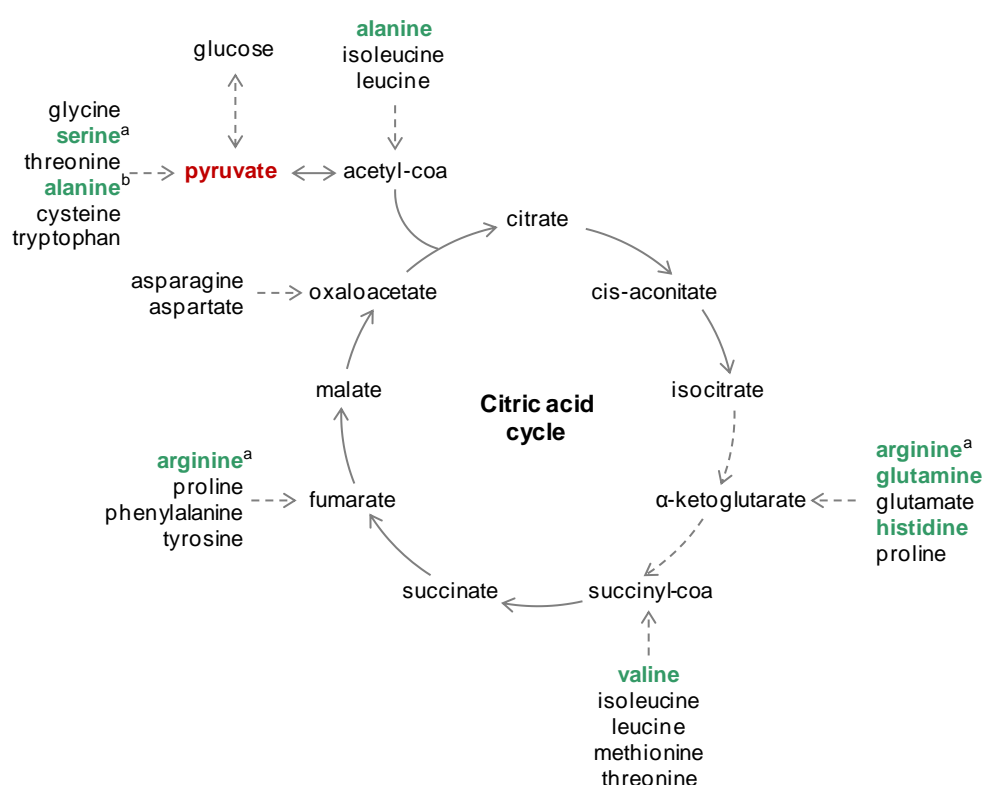 glucose
alanine
isoleucine
leucine
glycine
serineᵃ
threonine
alanineᵇ
cysteine
tryptophan
pyruvate
acetyl-coa
citrate
asparagine
aspartate
oxaloacetate
cis-aconitate
malate
Citric acid
cycle
isocitrate
arginineᵃ
proline
phenylalanine
tyrosine
fumarate
α-ketoglutarate
arginineᵃ
glutamine
glutamate
histidine
proline
succinate
succinyl-coa
valine
isoleucine
leucine
methionine
threonine